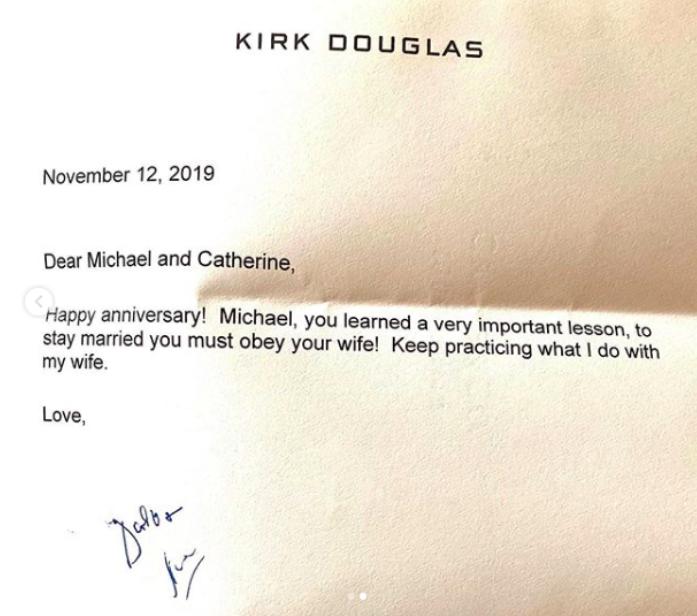 KIRK DOUGLAS
November 12, 2019
Dear Michael and Catherine,
Happy anniversary!  Michael, you learned a very important lesson, to
stay married you must obey your wife!  Keep practicing what I do with
my wife.
Love,